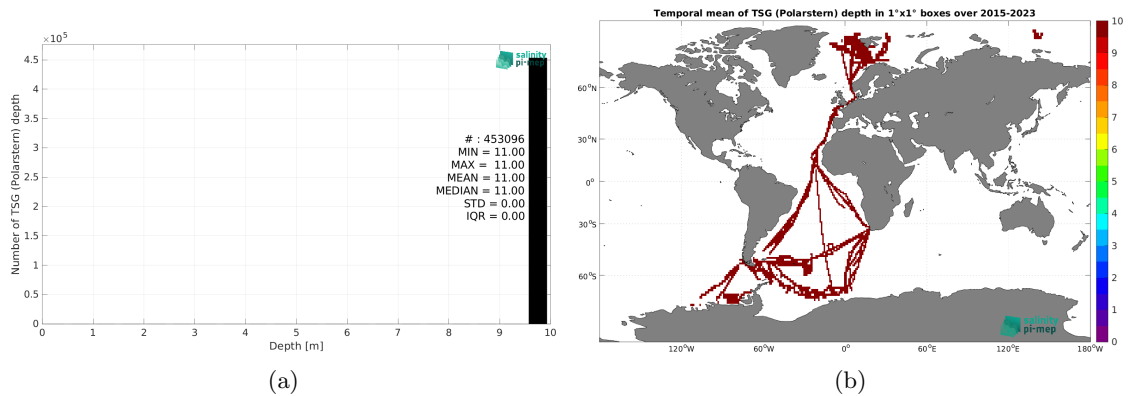 ×10⁵
4.5
4
3.5
3
2.5
2
1.5
1
0.5
0
Number of TSG (Polarstern) depth
salinity
pi-mep
# : 453096
MIN = 11.00
MAX = 11.00
MEAN = 11.00
MEDIAN = 11.00
STD = 0.00
IQR = 0.00
0 1 2 3 4 5 6 7 8 9 10
Depth [m]
(a)
Temporal mean of TSG (Polarstern) depth in 1°x1° boxes over 2015-2023
60°N
30°N
0°
30°S
60°S
120°W 60°W 0° 60°E 120°E 180°W
salinity
pi-mep
10
9
8
7
6
5
4
3
2
1
0
(b)